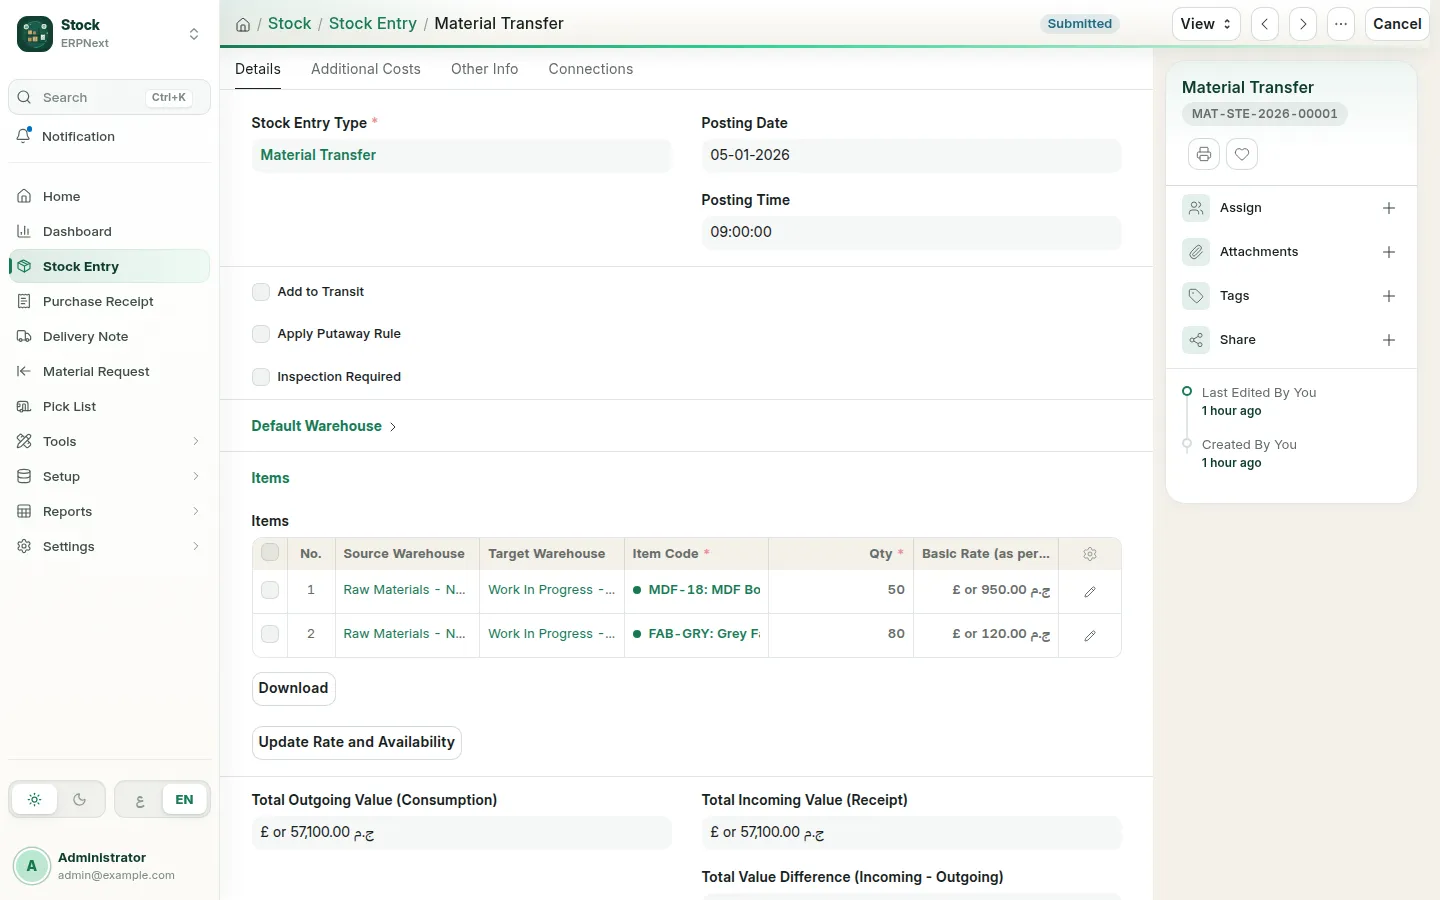 Stock
ERPNext
Search
Ctrl+K
Notification
Home
Dashboard
Stock Entry
Purchase Receipt
Delivery Note
Material Request
Pick List
Tools
Setup
Reports
Settings
ع
EN
A
Administrator
admin@example.com
/ Stock / Stock Entry / Material Transfer
Submitted
View
Cancel
Details
Additional Costs
Other Info
Connections
Stock Entry Type *
Material Transfer
Posting Date
05-01-2026
Posting Time
09:00:00
Add to Transit
Apply Putaway Rule
Inspection Required
Default Warehouse
Items
Items
No. Source Warehouse Target Warehouse Item Code * Qty * Basic Rate (as per...
1 Raw Materials - N... Work In Progress -... MDF-18: MDF Bo 50 £ or 950.00 ج.م
2 Raw Materials - N... Work In Progress -... FAB-GRY: Grey Fa 80 £ or 120.00 ج.م
Download
Update Rate and Availability
Total Outgoing Value (Consumption)
£ or 57,100.00 ج.م
Total Incoming Value (Receipt)
£ or 57,100.00 ج.م
Total Value Difference (Incoming - Outgoing)
Material Transfer
MAT-STE-2026-00001
Assign
Attachments
Tags
Share
Last Edited By You
1 hour ago
Created By You
1 hour ago